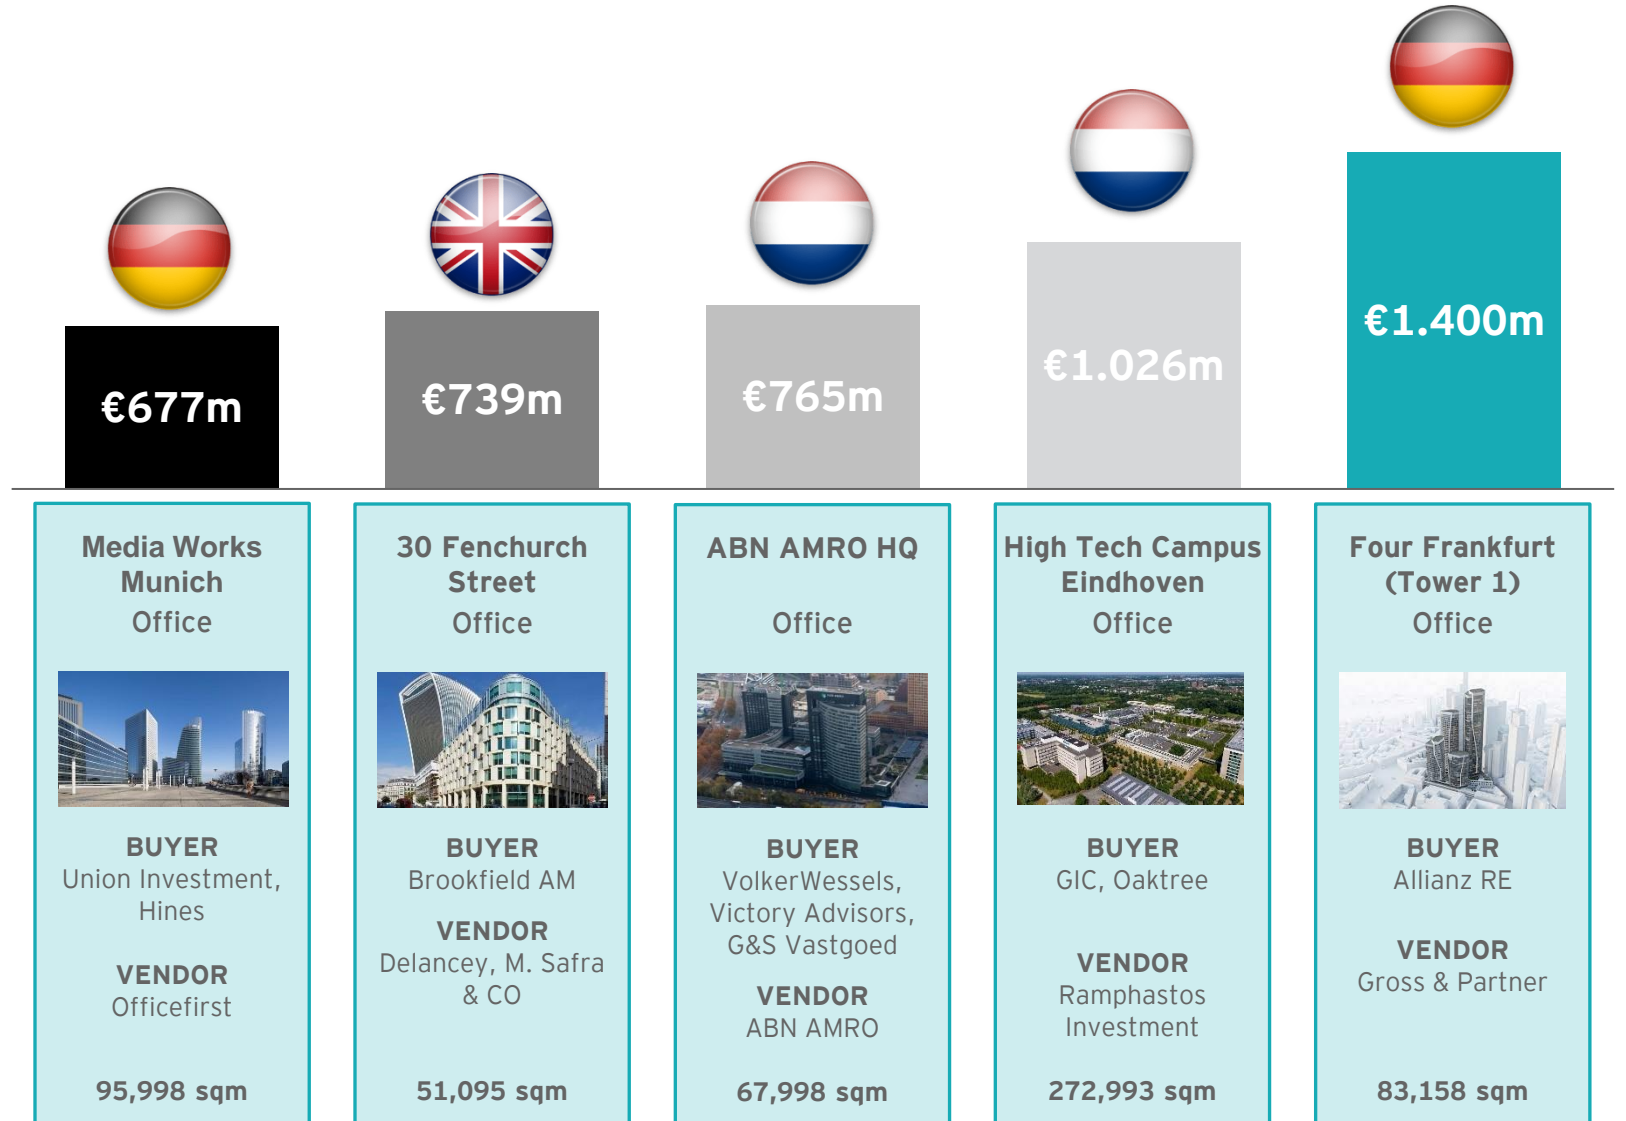 €677m
€739m
€765m
€1.026m
€1.400m
Media Works
Munich
Office
BUYER
Union Investment,
Hines
VENDOR
Officefirst
95,998 sqm
30 Fenchurch
Street
Office
BUYER
Brookfield AM
VENDOR
Delancey, M. Safra
& CO
51,095 sqm
ABN AMRO HQ
Office
BUYER
VolkerWessels,
Victory Advisors,
G&S Vastgoed
VENDOR
ABN AMRO
67,998 sqm
High Tech Campus
Eindhoven
Office
BUYER
GIC, Oaktree
VENDOR
Ramphastos
Investment
272,993 sqm
Four Frankfurt
(Tower 1)
Office
BUYER
Allianz RE
VENDOR
Gross & Partner
83,158 sqm